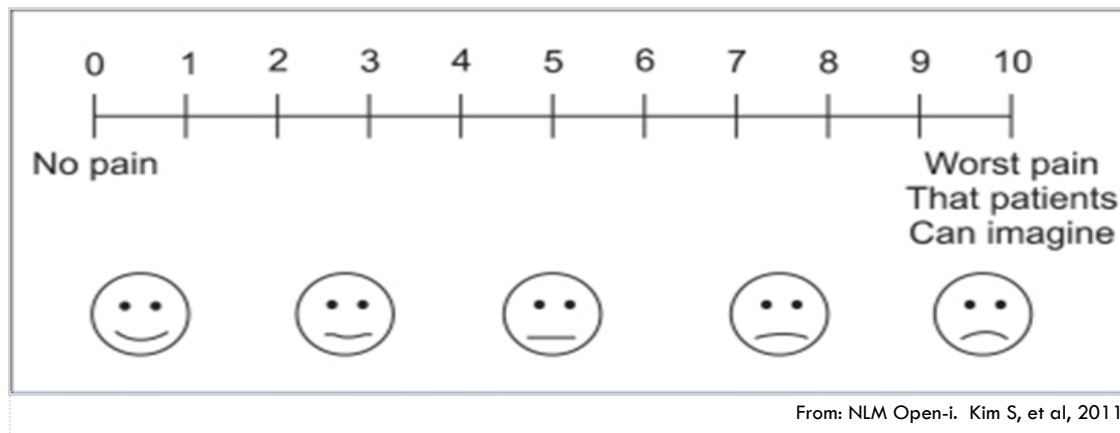 0 1 2 3 4 5 6 7 8 9 10
No pain
Worst pain
That patients
Can imagine
From: NLM Open-i. Kim S, et al, 2011